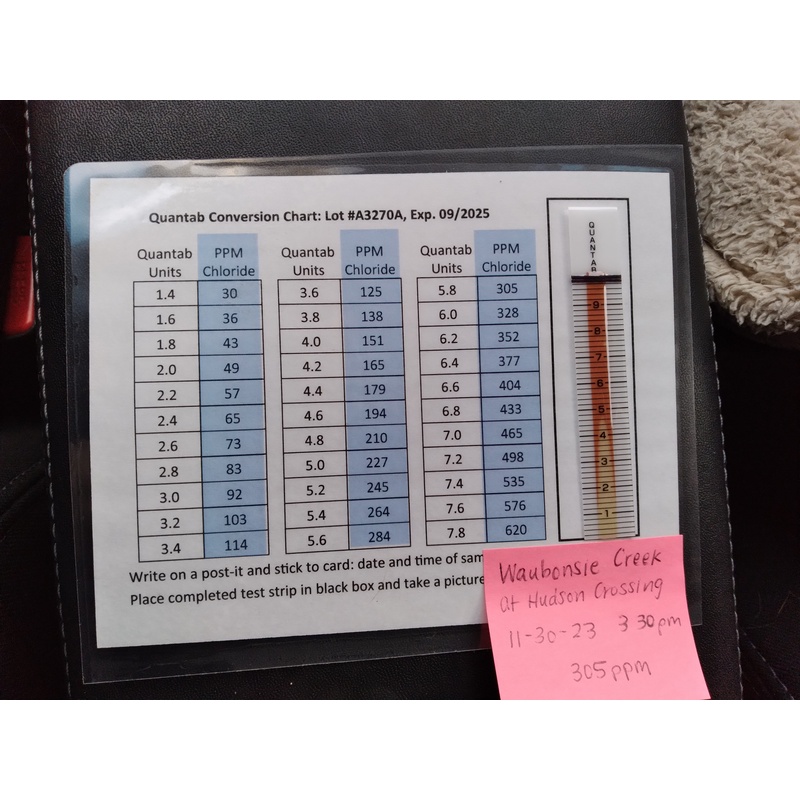 Quantab Conversion Chart: Lot #A3270A, Exp. 09/2025
Quantab Units PPM Chloride Quantab Units PPM Chloride Quantab Units PPM Chloride
1.4 30 3.6 125 5.8 305
1.6 36 3.8 138 6.0 328
1.8 43 4.0 151 6.2 352
2.0 49 4.2 165 6.4 377
2.2 57 4.4 179 6.6 404
2.4 65 4.6 194 6.8 433
2.6 73 4.8 210 7.0 465
2.8 83 5.0 227 7.2 498
3.0 92 5.2 245 7.4 535
3.2 103 5.4 264 7.6 576
3.4 114 5.6 284 7.8 620
Write on a post-it and stick to card: date and time of sam
Place completed test strip in black box and take a picture
QUANTAB
9
8
7
6
5
4
3
2
1
Waubonsie Creek
at Hudson Crossing
11-30-23 3 30pm
305ppm